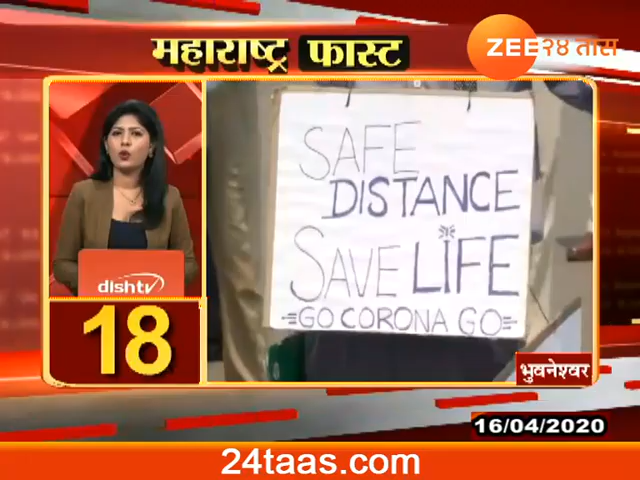 महाराष्ट्र फास्ट
ZEE २४ तास
SAFE
DISTANCE
SAVE LIFE
=GO CORONA GO=
dishtv
18
भुवनेश्वर
16/04/2020
24taas.com